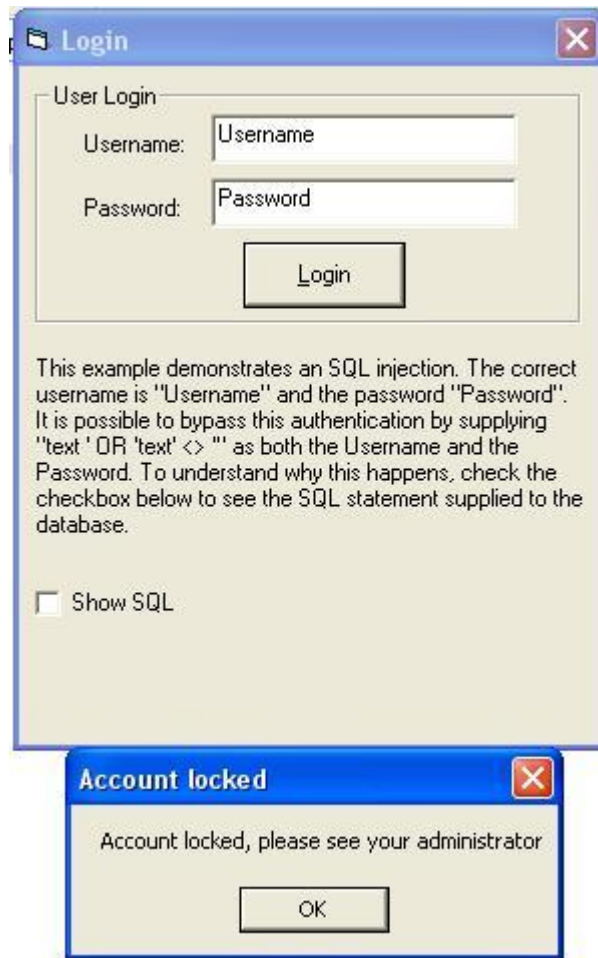 Login
User Login
Username:
Username
Password:
Password
Login
This example demonstrates an SQL injection. The correct
username is "Username" and the password "Password".
It is possible to bypass this authentication by supplying
"text ' OR 'text' <> "' as both the Username and the
Password. To understand why this happens, check the
checkbox below to see the SQL statement supplied to the
database.
Show SQL
Account locked
Account locked, please see your administrator
OK